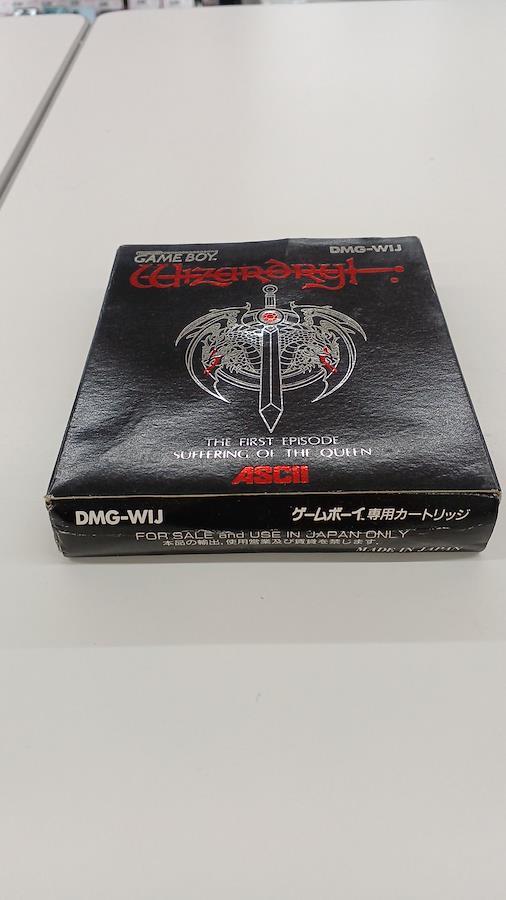 GAME BOY.
DMG-WIJ
Wizardry
THE FIRST EPISODE
SUFFERING OF THE QUEEN
ASCII
DMG-WIJ
ゲームボーイ専用カートリッジ
FOR SALE and USE IN JAPAN ONLY
本品の輸出、使用営業及び賃貸を禁じます。
MADE IN JAPAN